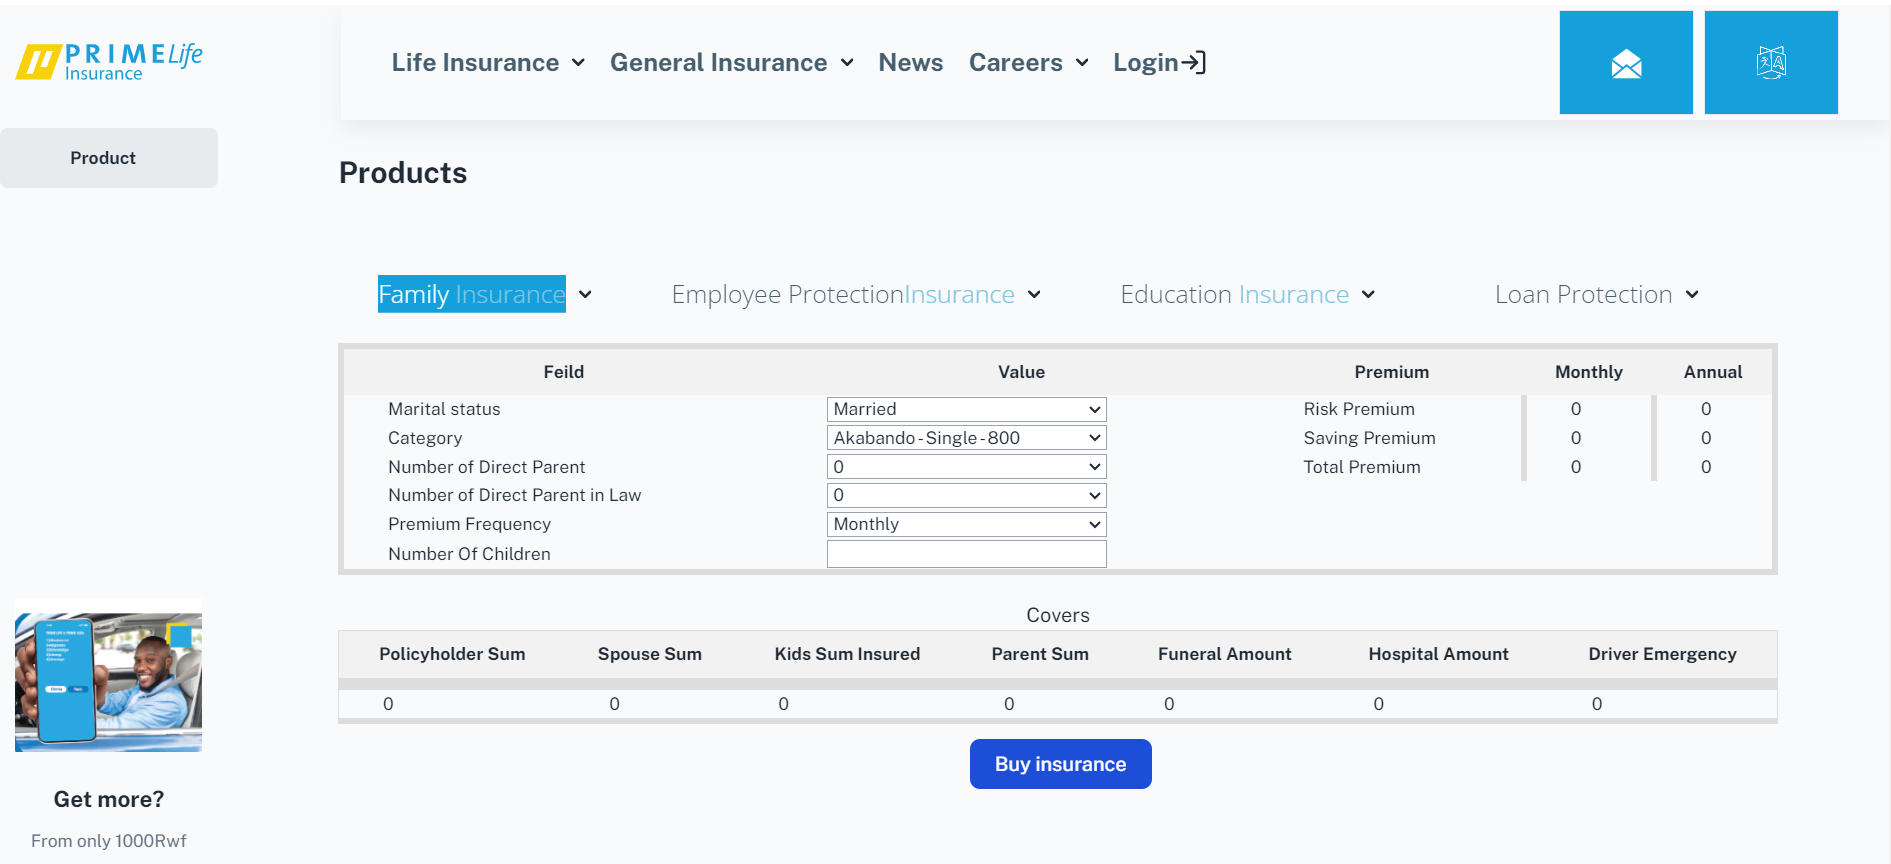 PRIME Life
Insurance
Life Insurance
General Insurance
News
Careers
Login
Product
Products
Family Insurance
Employee ProtectionInsurance
Education Insurance
Loan Protection
Feild Value Premium Monthly Annual
Marital status Married Risk Premium 0 0
Category Akabando - Single - 800 Saving Premium 0 0
Number of Direct Parent 0 Total Premium 0 0
Number of Direct Parent in Law 0
Premium Frequency Monthly
Number Of Children
Covers
Policyholder Sum Spouse Sum Kids Sum Insured Parent Sum Funeral Amount Hospital Amount Driver Emergency
0 0 0 0 0 0 0
Buy insurance
Get more?
From only 1000Rwf